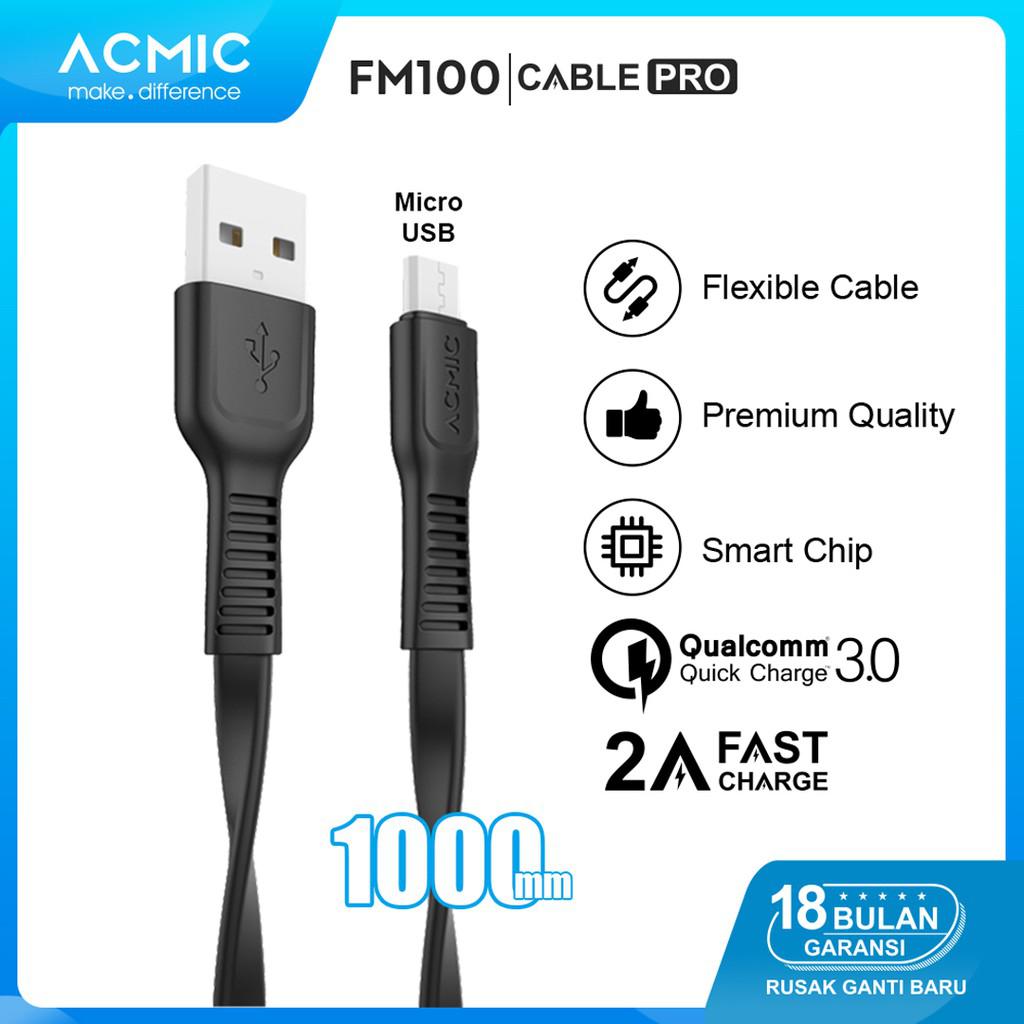 ACMIC
make.difference
FM100 | CABLE PRO
Micro
USB
ACMIC
Flexible Cable
Premium Quality
Smart Chip
Qualcomm®
Quick Charge™ 3.0
2A FAST
CHARGE
1000mm
18 BULAN
GARANSI
RUSAK GANTI BARU